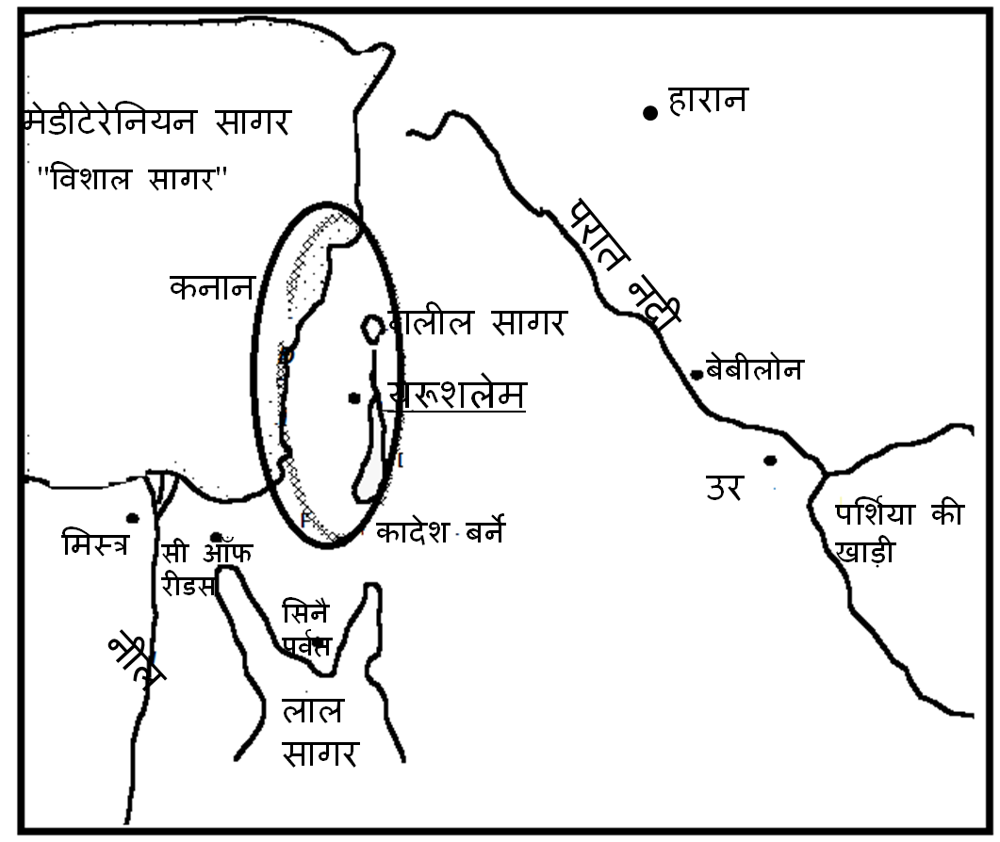 हारान
मेडीटेरेनियन सागर
"विशाल सागर"
परात नदी
कनान
गलील सागर
बेबीलोन
यरूशलेम
उर
पर्शिया की
खाड़ी
कादेश बर्ने
मिस्त्र
सी ऑफ
रीडस
सिनै
पर्वत
लाल
सागर